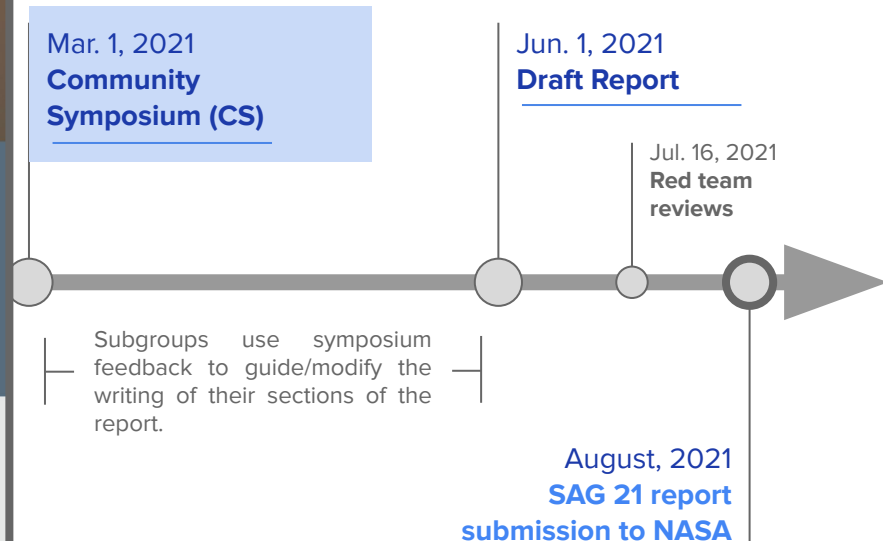 Mar. 1, 2021
Community
Symposium (CS)
Jun. 1, 2021
Draft Report
Jul. 16, 2021
Red team
reviews
Subgroups use symposium
feedback to guide/modify the
writing of their sections of the
report.
August, 2021
SAG 21 report
submission to NASA